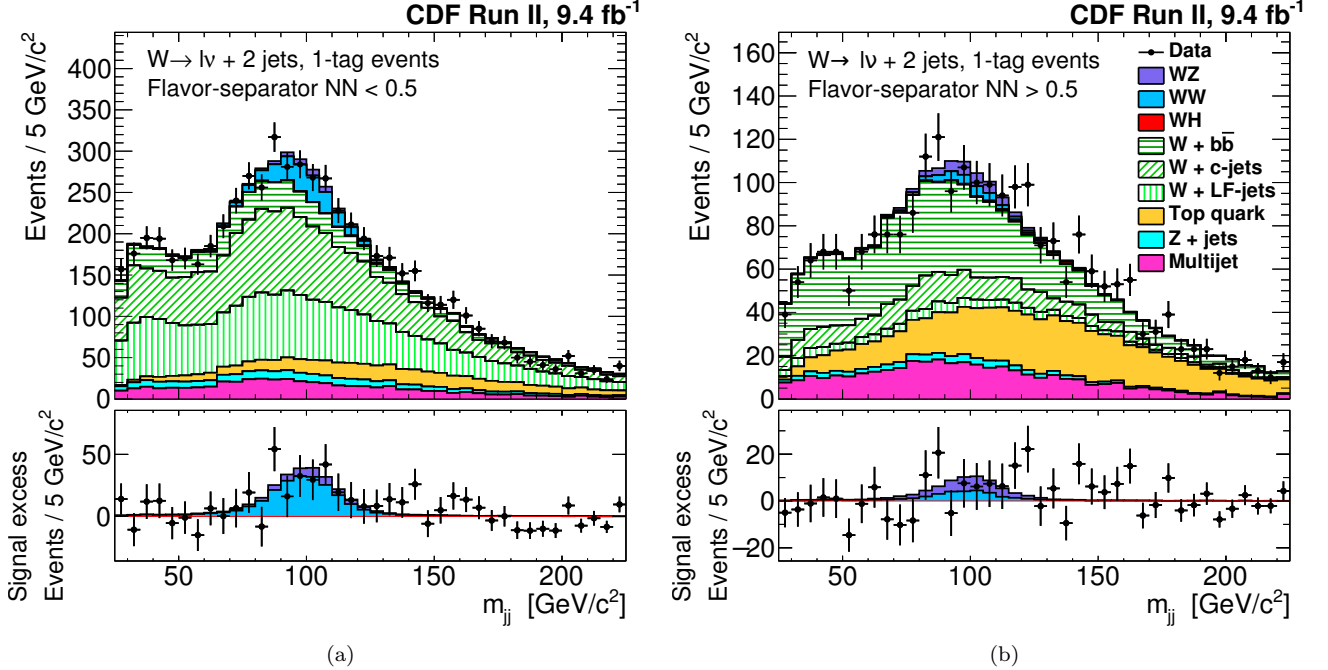 CDF Run II, 9.4 fb⁻¹
Events / 5 GeV/c²
W→ lν + 2 jets, 1-tag events
Flavor-separator NN < 0.5
400
350
300
250
200
150
100
50
0
Signal excess
Events / 5 GeV/c²
50
0
50 100 150 200
m_jj [GeV/c²]
(a)
CDF Run II, 9.4 fb⁻¹
Events / 5 GeV/c²
W→ lν + 2 jets, 1-tag events
Flavor-separator NN > 0.5
Data
WZ
WW
WH
W + bb̅
W + c-jets
W + LF-jets
Top quark
Z + jets
Multijet
160
140
120
100
80
60
40
20
0
Signal excess
Events / 5 GeV/c²
20
0
−20
50 100 150 200
m_jj [GeV/c²]
(b)